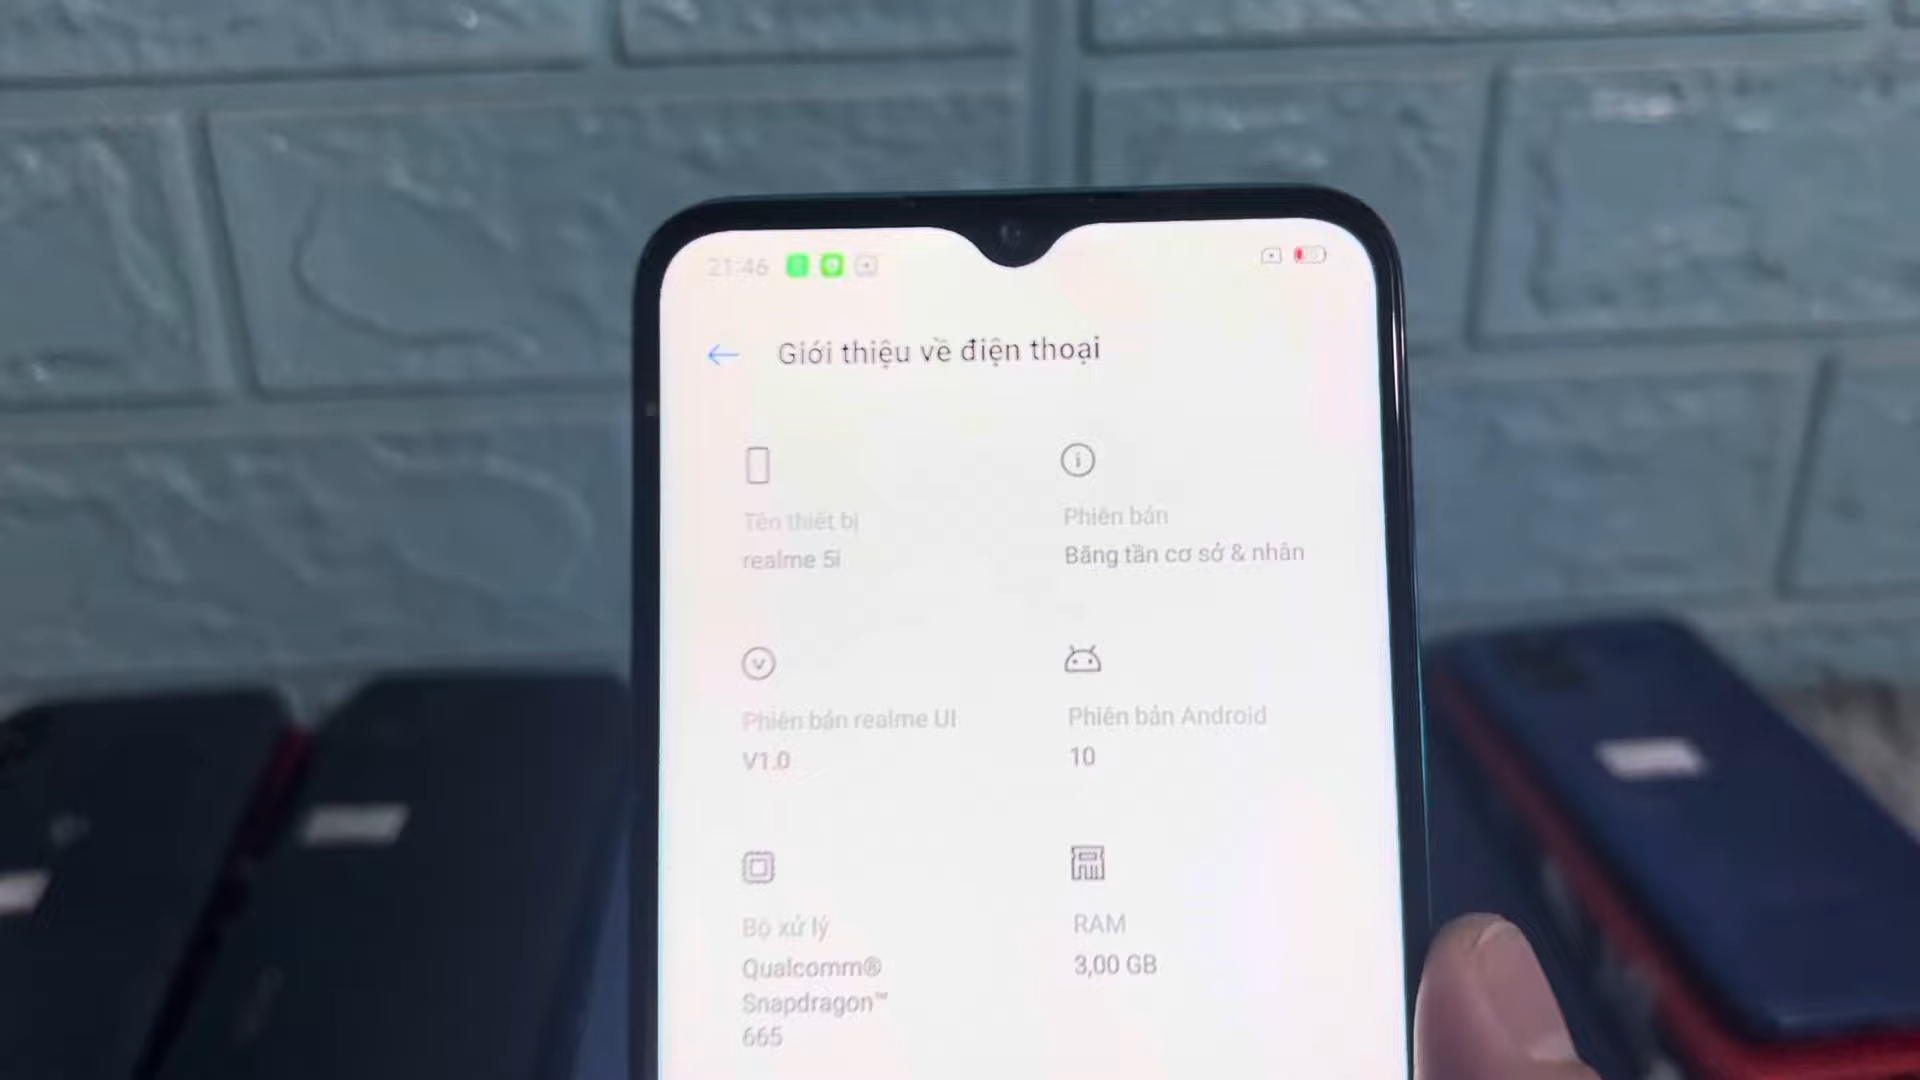 21:46
Giới thiệu về điện thoại
Tên thiết bị
realme 5i
Phiên bản
Băng tần cơ sở & nhân
Phiên bản realme UI
V1.0
Phiên bản Android
10
Bộ xử lý
Qualcomm®
Snapdragon™
665
RAM
3,00 GB